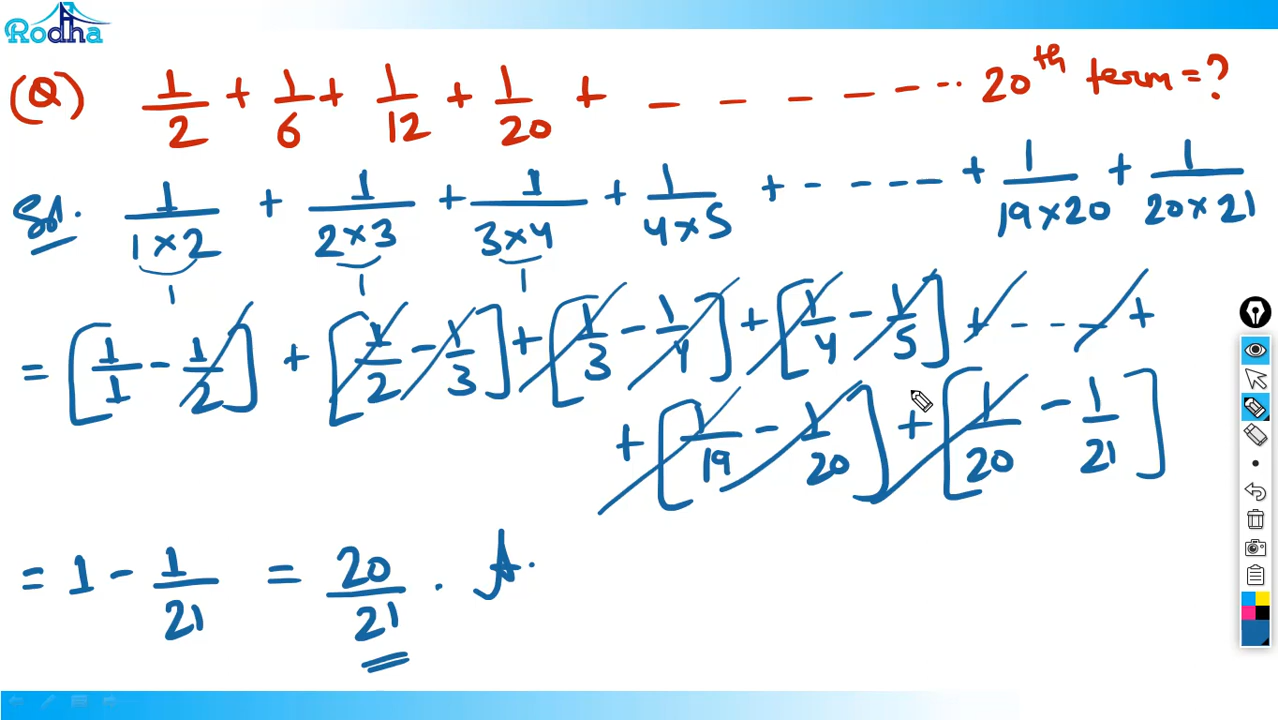 Rodha
(Q) 1/2 + 1/6 + 1/12 + 1/20 + _ _ _ _ - - .. 20th term = ?
Sol. 1/(1×2) + 1/(2×3) + 1/(3×4) + 1/(4×5) + - - - - - + 1/(19×20) + 1/(20×21)
1 1 1
= [1/1 - 1/2] + [1/2 - 1/3] + [1/3 - 1/4] + [1/4 - 1/5] + - - - +
+ [1/19 - 1/20] + [1/20 - 1/21]
= 1 - 1/21 = 20/21 . A.